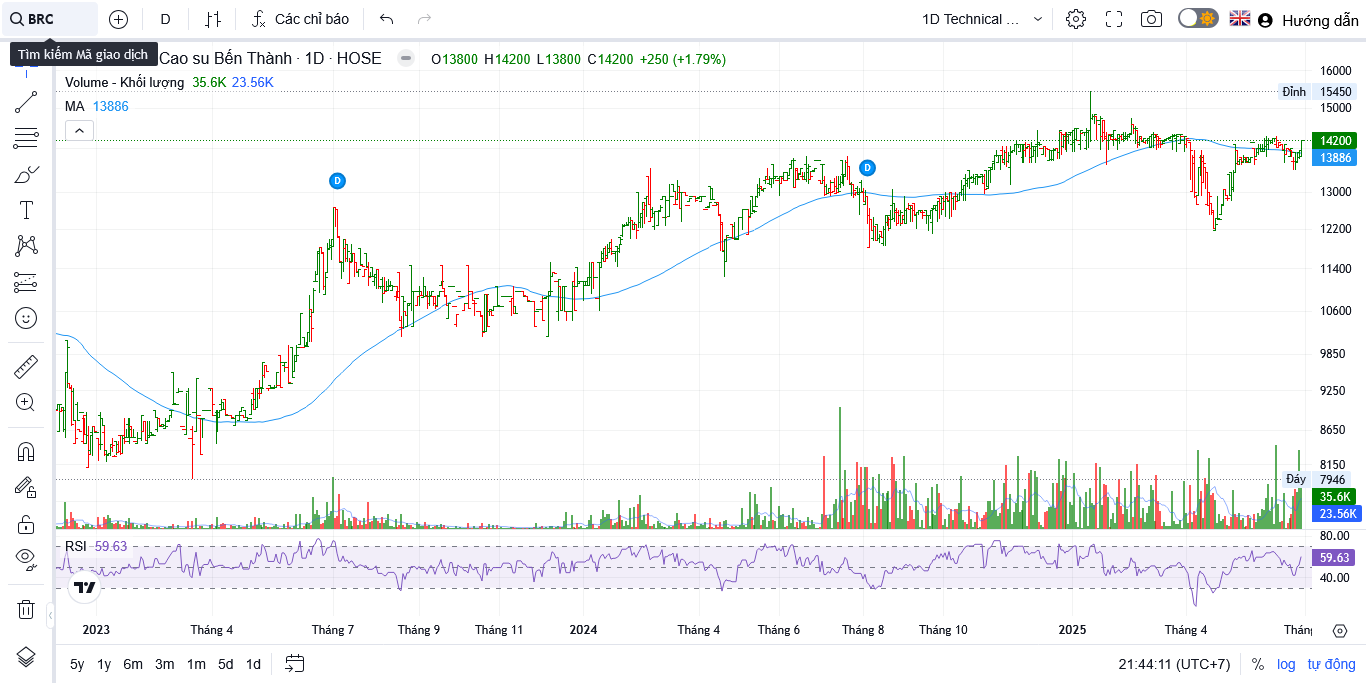 BRC D Các chỉ báo 1D Technical ... Hướng dẫn
Tìm kiếm Mã giao dịch Cao su Bến Thành · 1D · HOSE O13800 H14200 L13800 C14200 +250 (+1.79%)
Volume - Khối lượng 35.6K 23.56K
MA 13886
16000
Đỉnh 15450
15000
14200
13886
13000
12200
11400
10600
9850
9250
8650
8150
Đáy 7946
35.6K
23.56K
D
D
80.00
RSI 59.63
59.63
40.00
2023 Tháng 4 Tháng 7 Tháng 9 Tháng 11 2024 Tháng 4 Tháng 6 Tháng 8 Tháng 10 2025 Tháng 4
5y 1y 6m 3m 1m 5d 1d 21:44:11 (UTC+7) % log tự động